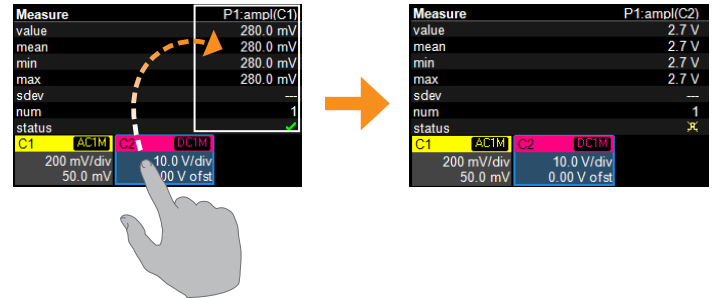 Measure P1:ampl(C1)
value 280.0 mV
mean 280.0 mV
min 280.0 mV
max 280.0 mV
sdev ---
num 1
status
C1 AC1M C2 DC1M
200 mV/div 10.0 V/div
50.0 mV .00 V ofst
Measure P1:ampl(C2)
value 2.7 V
mean 2.7 V
min 2.7 V
max 2.7 V
sdev ---
num 1
status
C1 AC1M C2 DC1M
200 mV/div 10.0 V/div
50.0 mV 0.00 V ofst